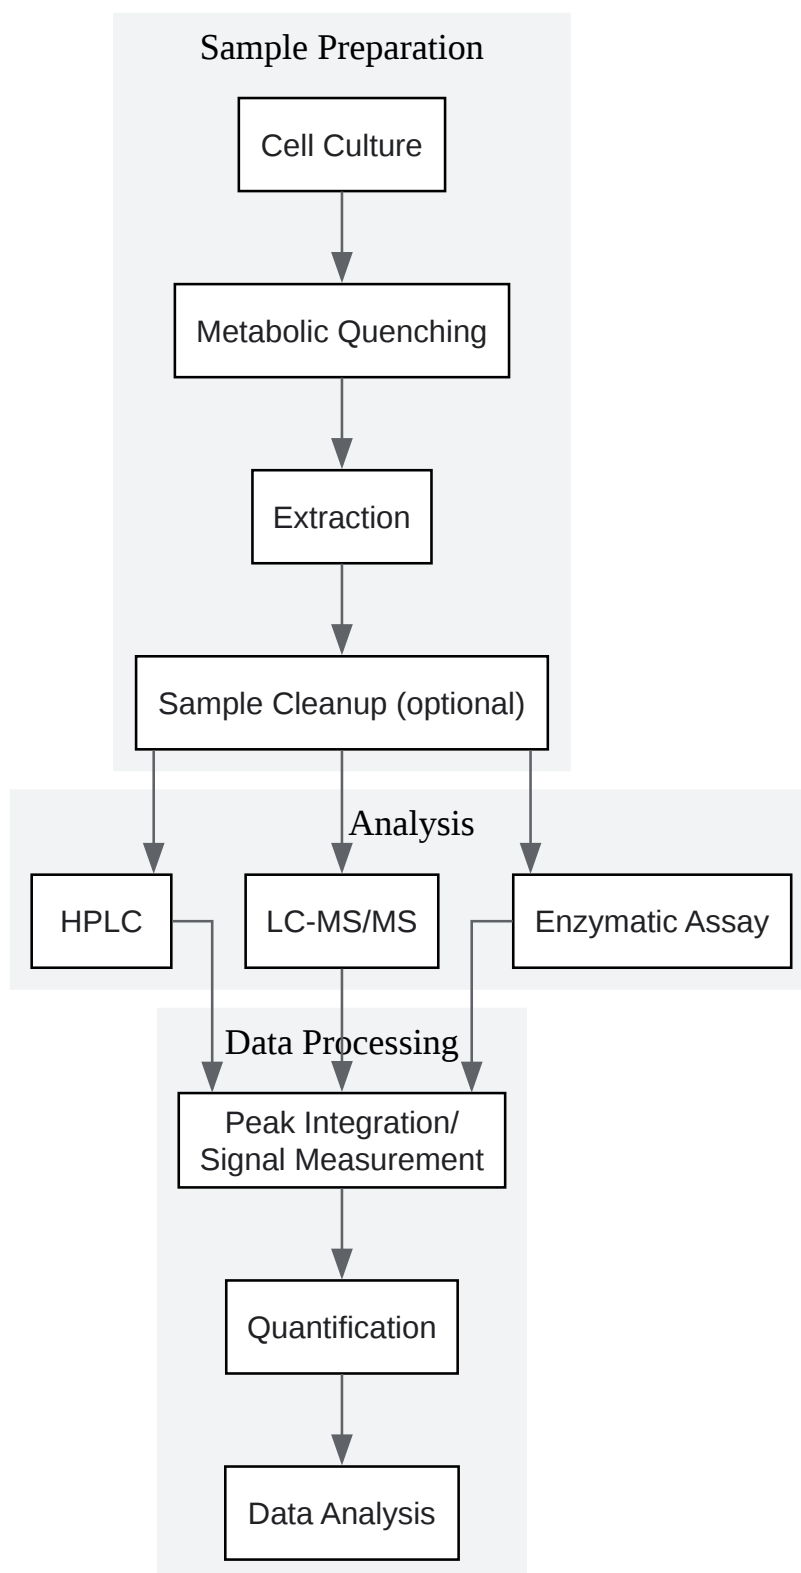 Sample Preparation
Cell Culture
Metabolic Quenching
Extraction
Sample Cleanup (optional)
Analysis
HPLC
LC-MS/MS
Enzymatic Assay
Data Processing
Peak Integration/
Signal Measurement
Quantification
Data Analysis